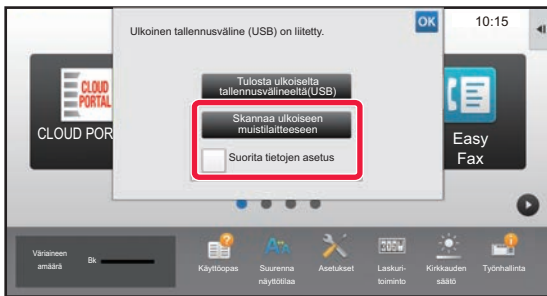 Ulkoinen tallennusväline (USB) on liitetty.
OK
10:15
Tulosta ulkoiselta
tallennusvälineeltä(USB)
Skannaa ulkoiseen
muistilaitteeseen
Suorita tietojen asetus
CLOUD
PORTAL
CLOUD POR
Easy
Fax
Väriaineen
amäärä
Bk
Käyttöopas
Suurenna
näyttötilaa
Asetukset
Laskuri-
toiminto
Kirkkauden
säätö
Työnhallinta